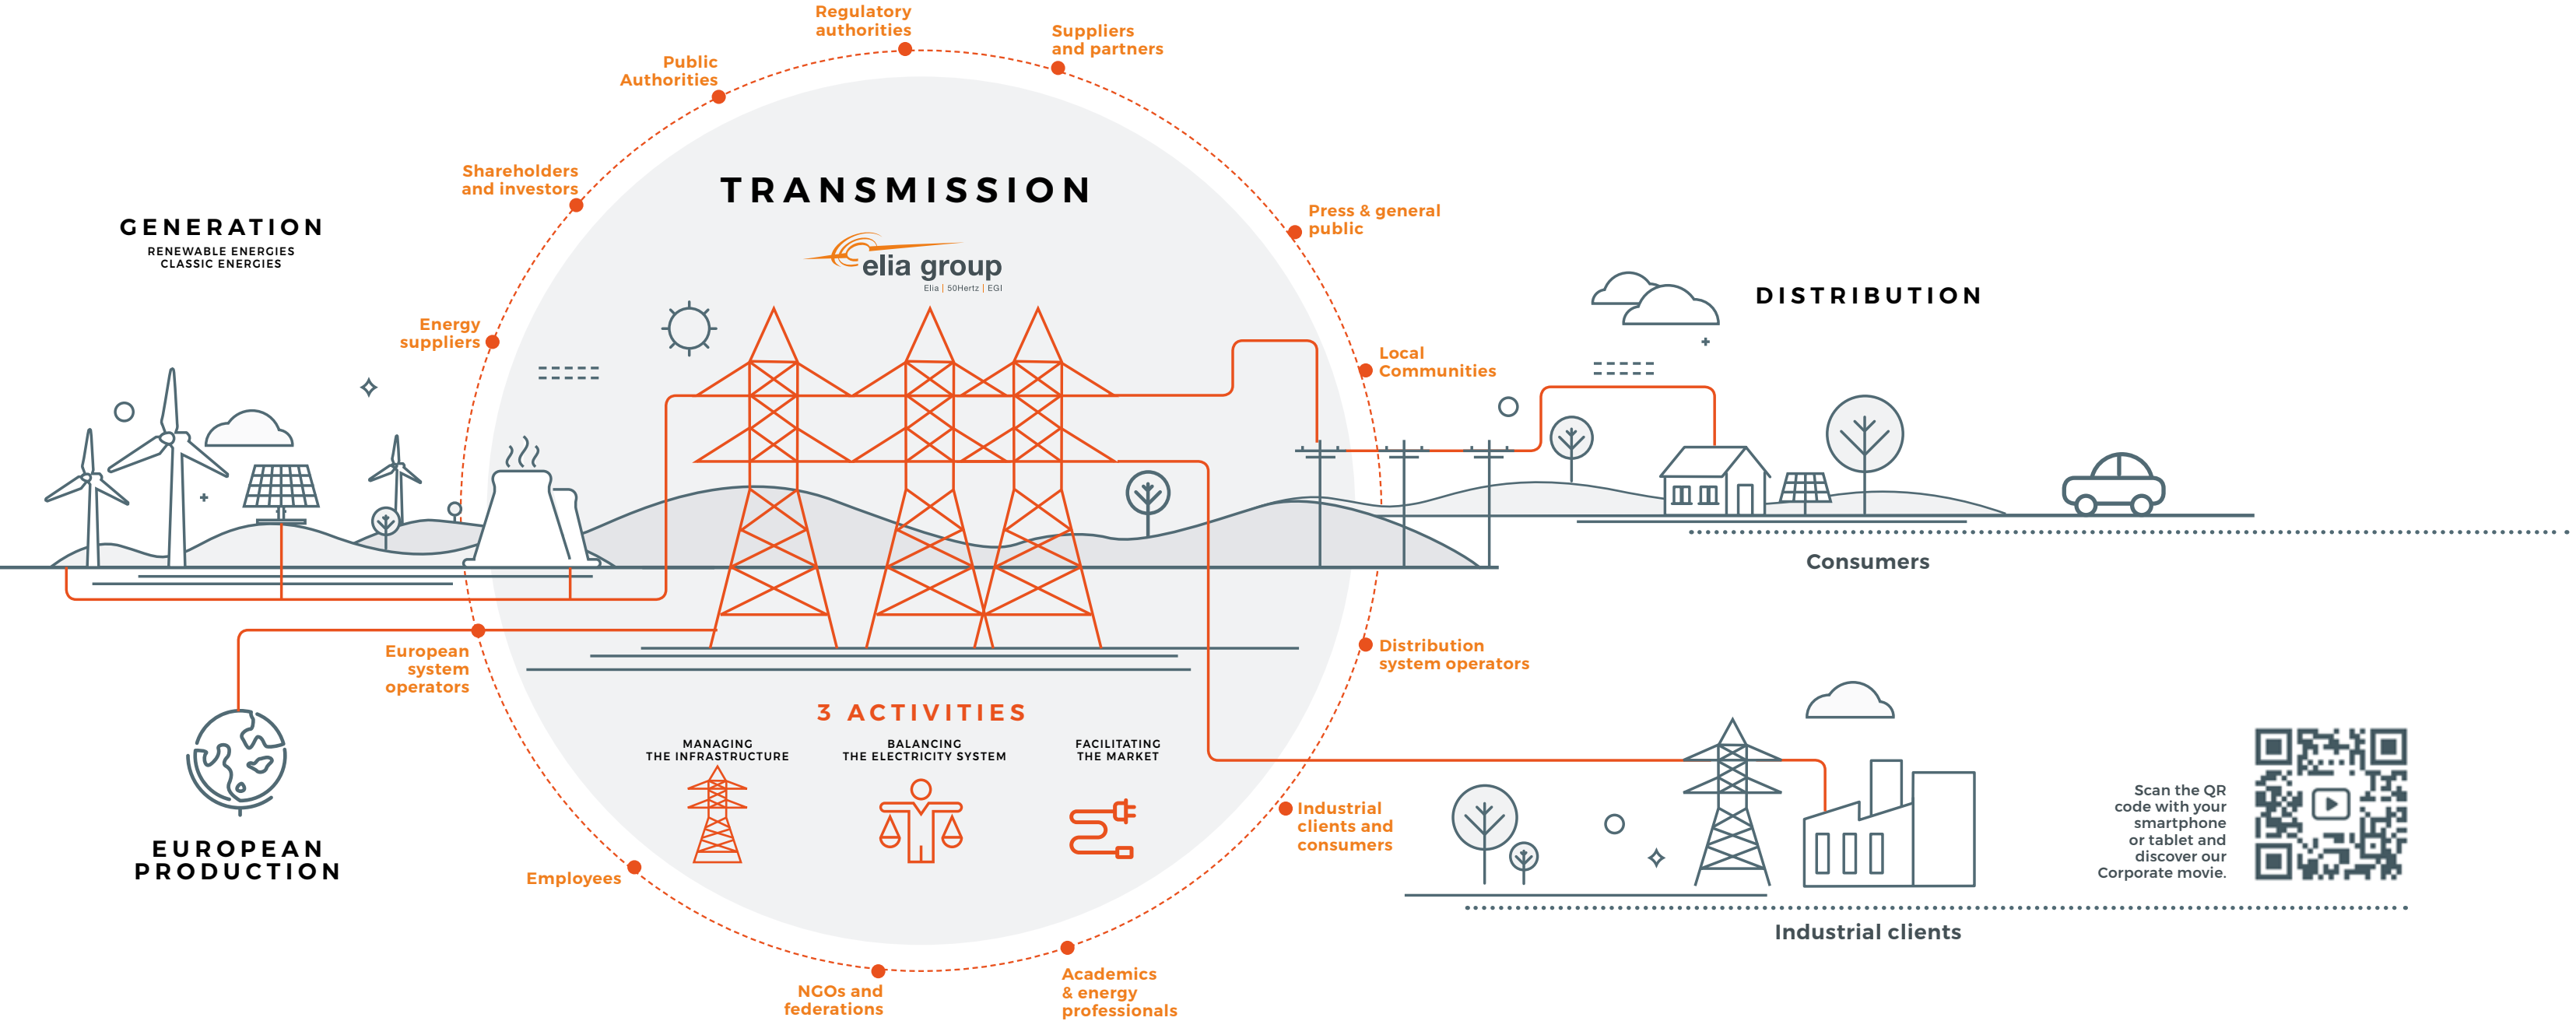 Regulatory
authorities
Suppliers
and partners
Public
Authorities
Shareholders
and investors
TRANSMISSION
elia group
Elia | 50Hertz | EGI
Press & general
public
GENERATION
RENEWABLE ENERGIES
CLASSIC ENERGIES
DISTRIBUTION
Energy
suppliers
Local
Communities
Consumers
European
system
operators
Distribution
system operators
3 ACTIVITIES
MANAGING
THE INFRASTRUCTURE
BALANCING
THE ELECTRICITY SYSTEM
FACILITATING
THE MARKET
EUROPEAN
PRODUCTION
Industrial
clients and
consumers
Scan the QR
code with your
smartphone
or tablet and
discover our
Corporate movie.
Employees
Industrial clients
NGOs and
federations
Academics
& energy
professionals